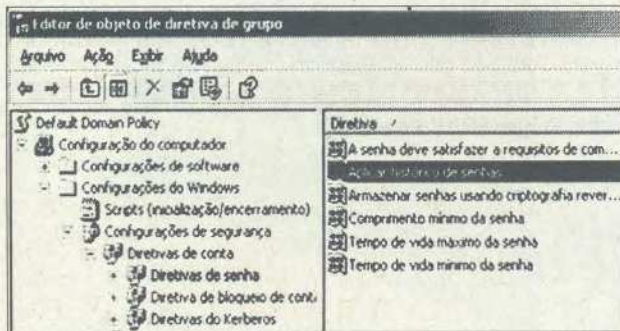 Editor de objeto de diretiva de grupo
Arquivo Ação Exibir Ajuda
Default Domain Policy
Configuração do computador
Configurações de software
Configurações do Windows
Scripts (inicialização/encerramento)
Configurações de segurança
Diretivas de conta
Diretivas de senha
Diretiva de bloqueio de conta
Diretivas do Kerberos
Diretiva
A senha deve satisfazer a requisitos de com...
Aplicar histórico de senhas
Armazenar senhas usando criptografia rever...
Comprimento mínimo da senha
Tempo de vida máximo da senha
Tempo de vida mínimo da senha